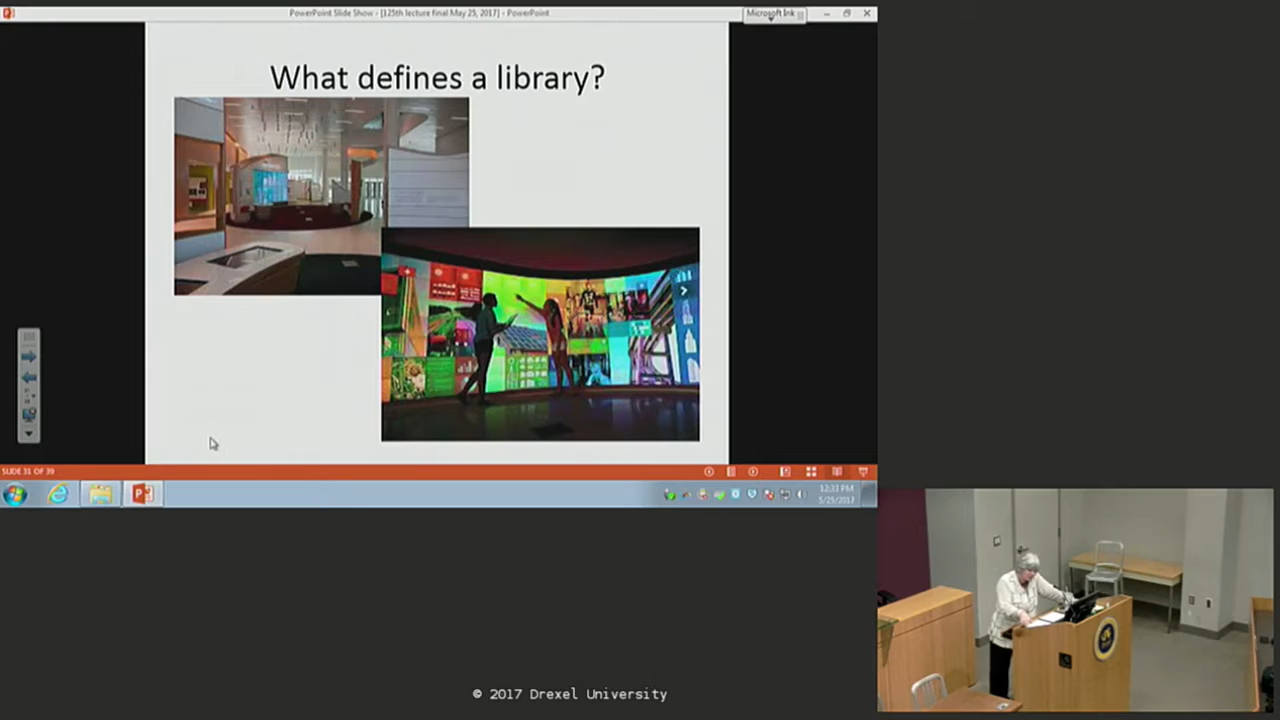 PowerPoint Slide Show - [125th lecture final May 25, 2017] - PowerPoint
Microsoft Ink
What defines a library?
SLIDE 31 OF 39
12:33 PM
5/25/2017
© 2017 Drexel University